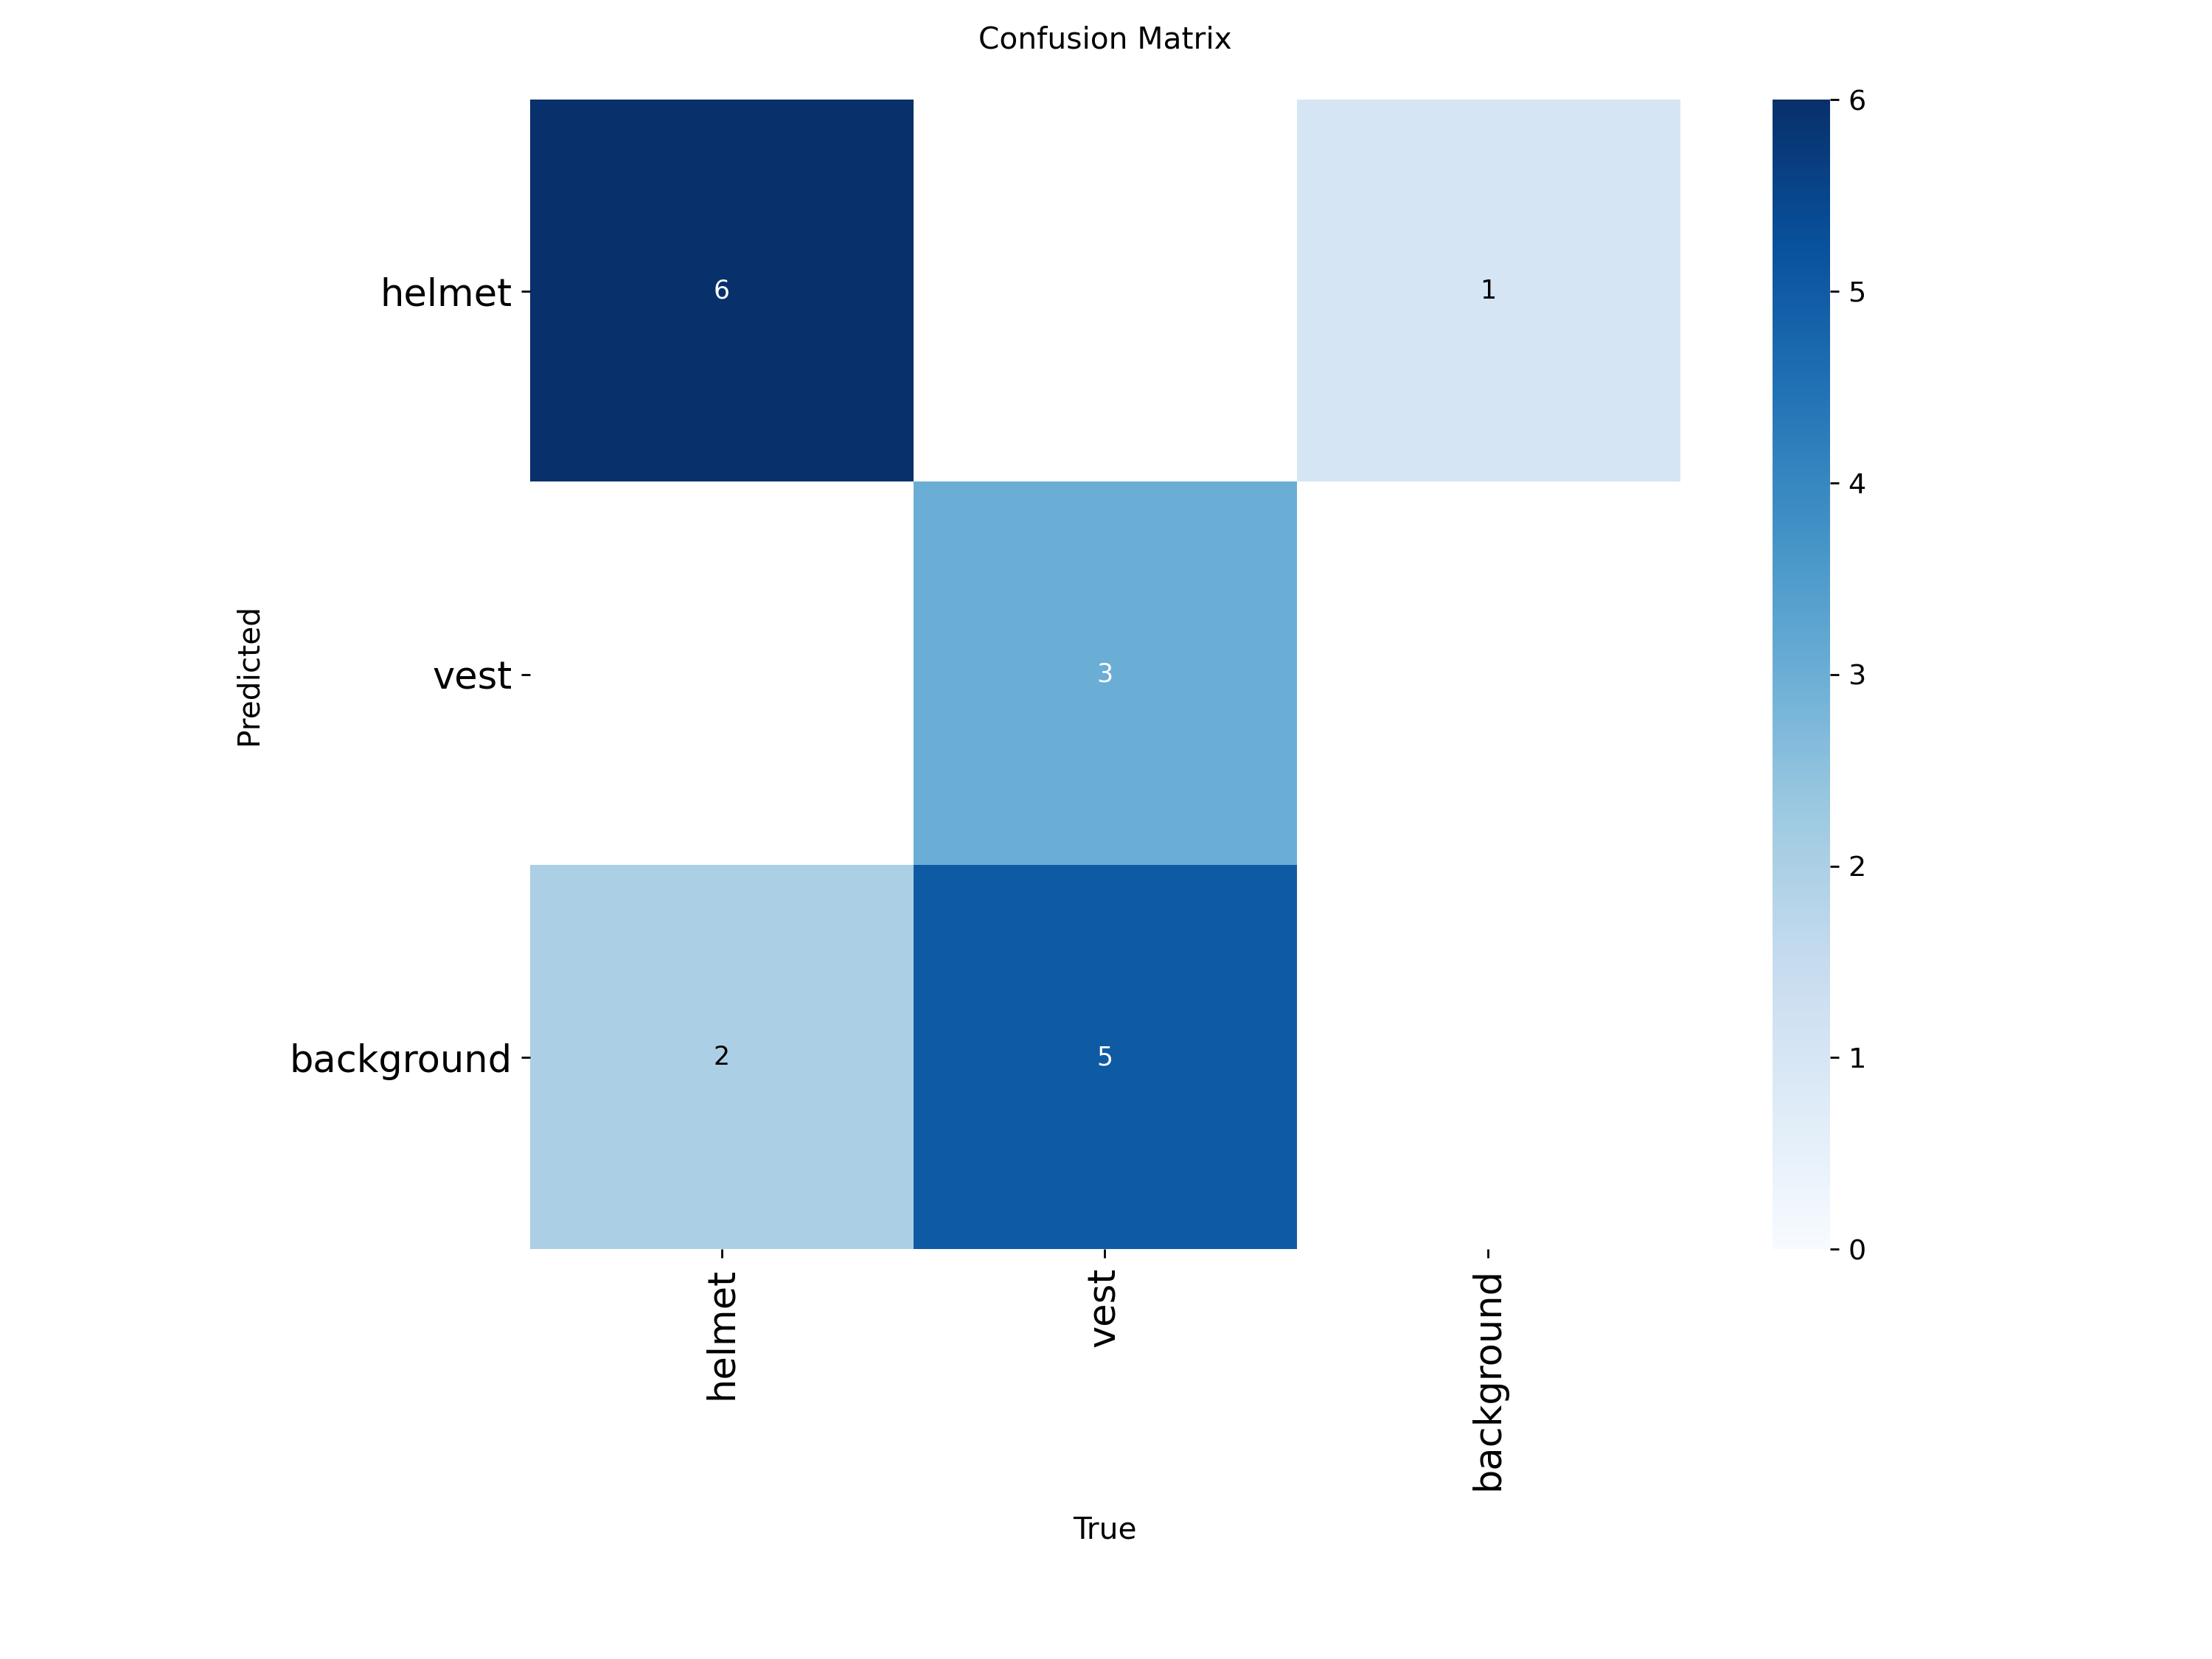 Confusion Matrix
helmet
vest
background
Predicted
6
1
3
2
5
helmet
vest
background
True
6
5
4
3
2
1
0